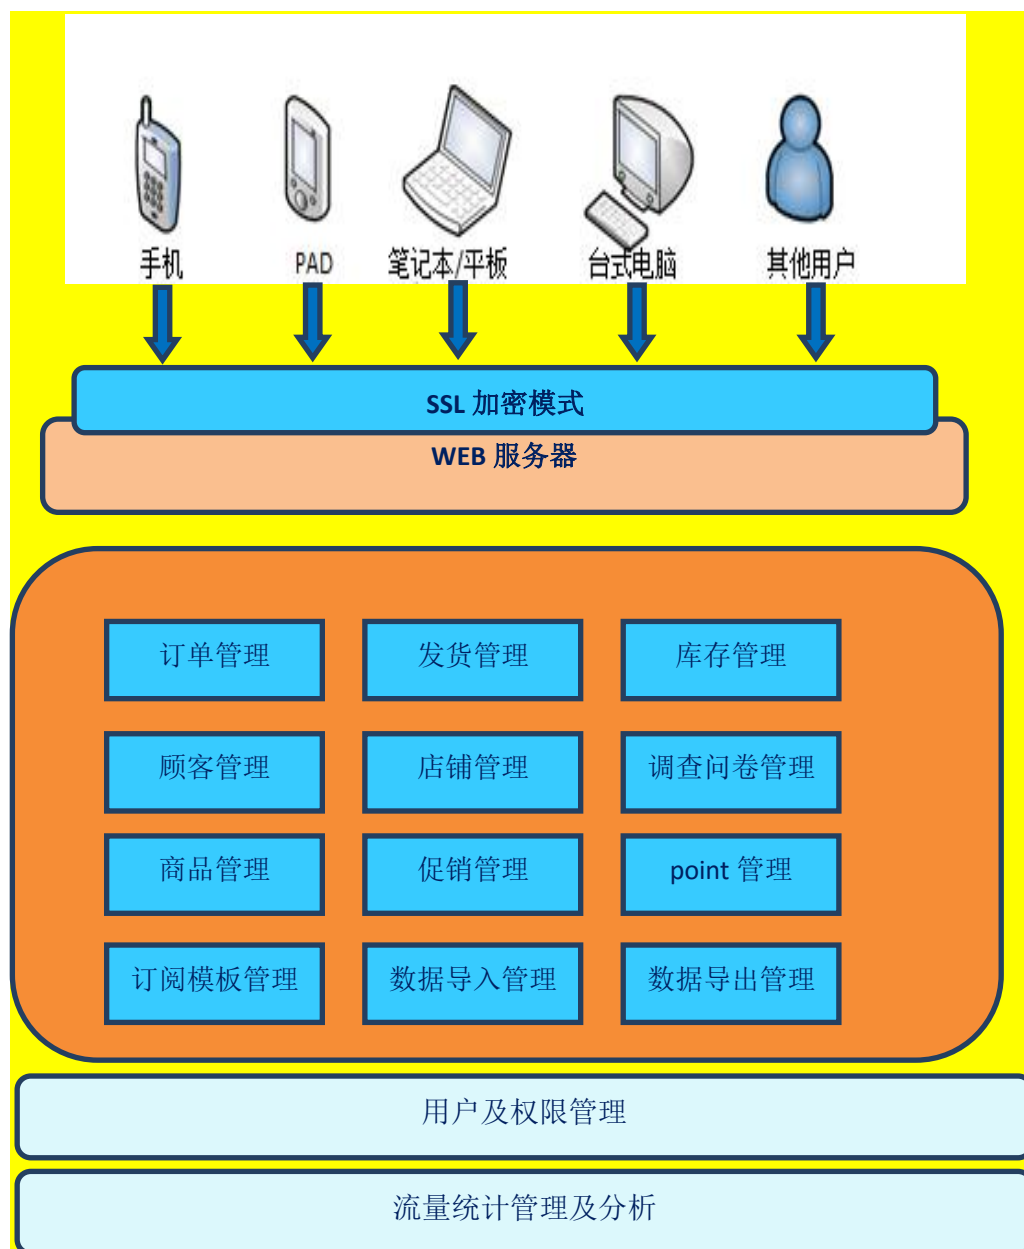 手机 PAD 笔记本/平板 台式电脑 其他用户
SSL 加密模式
WEB 服务器
订单管理 发货管理 库存管理
顾客管理 店铺管理 调查问卷管理
商品管理 促销管理 point 管理
订阅模板管理 数据导入管理 数据导出管理
用户及权限管理
流量统计管理及分析